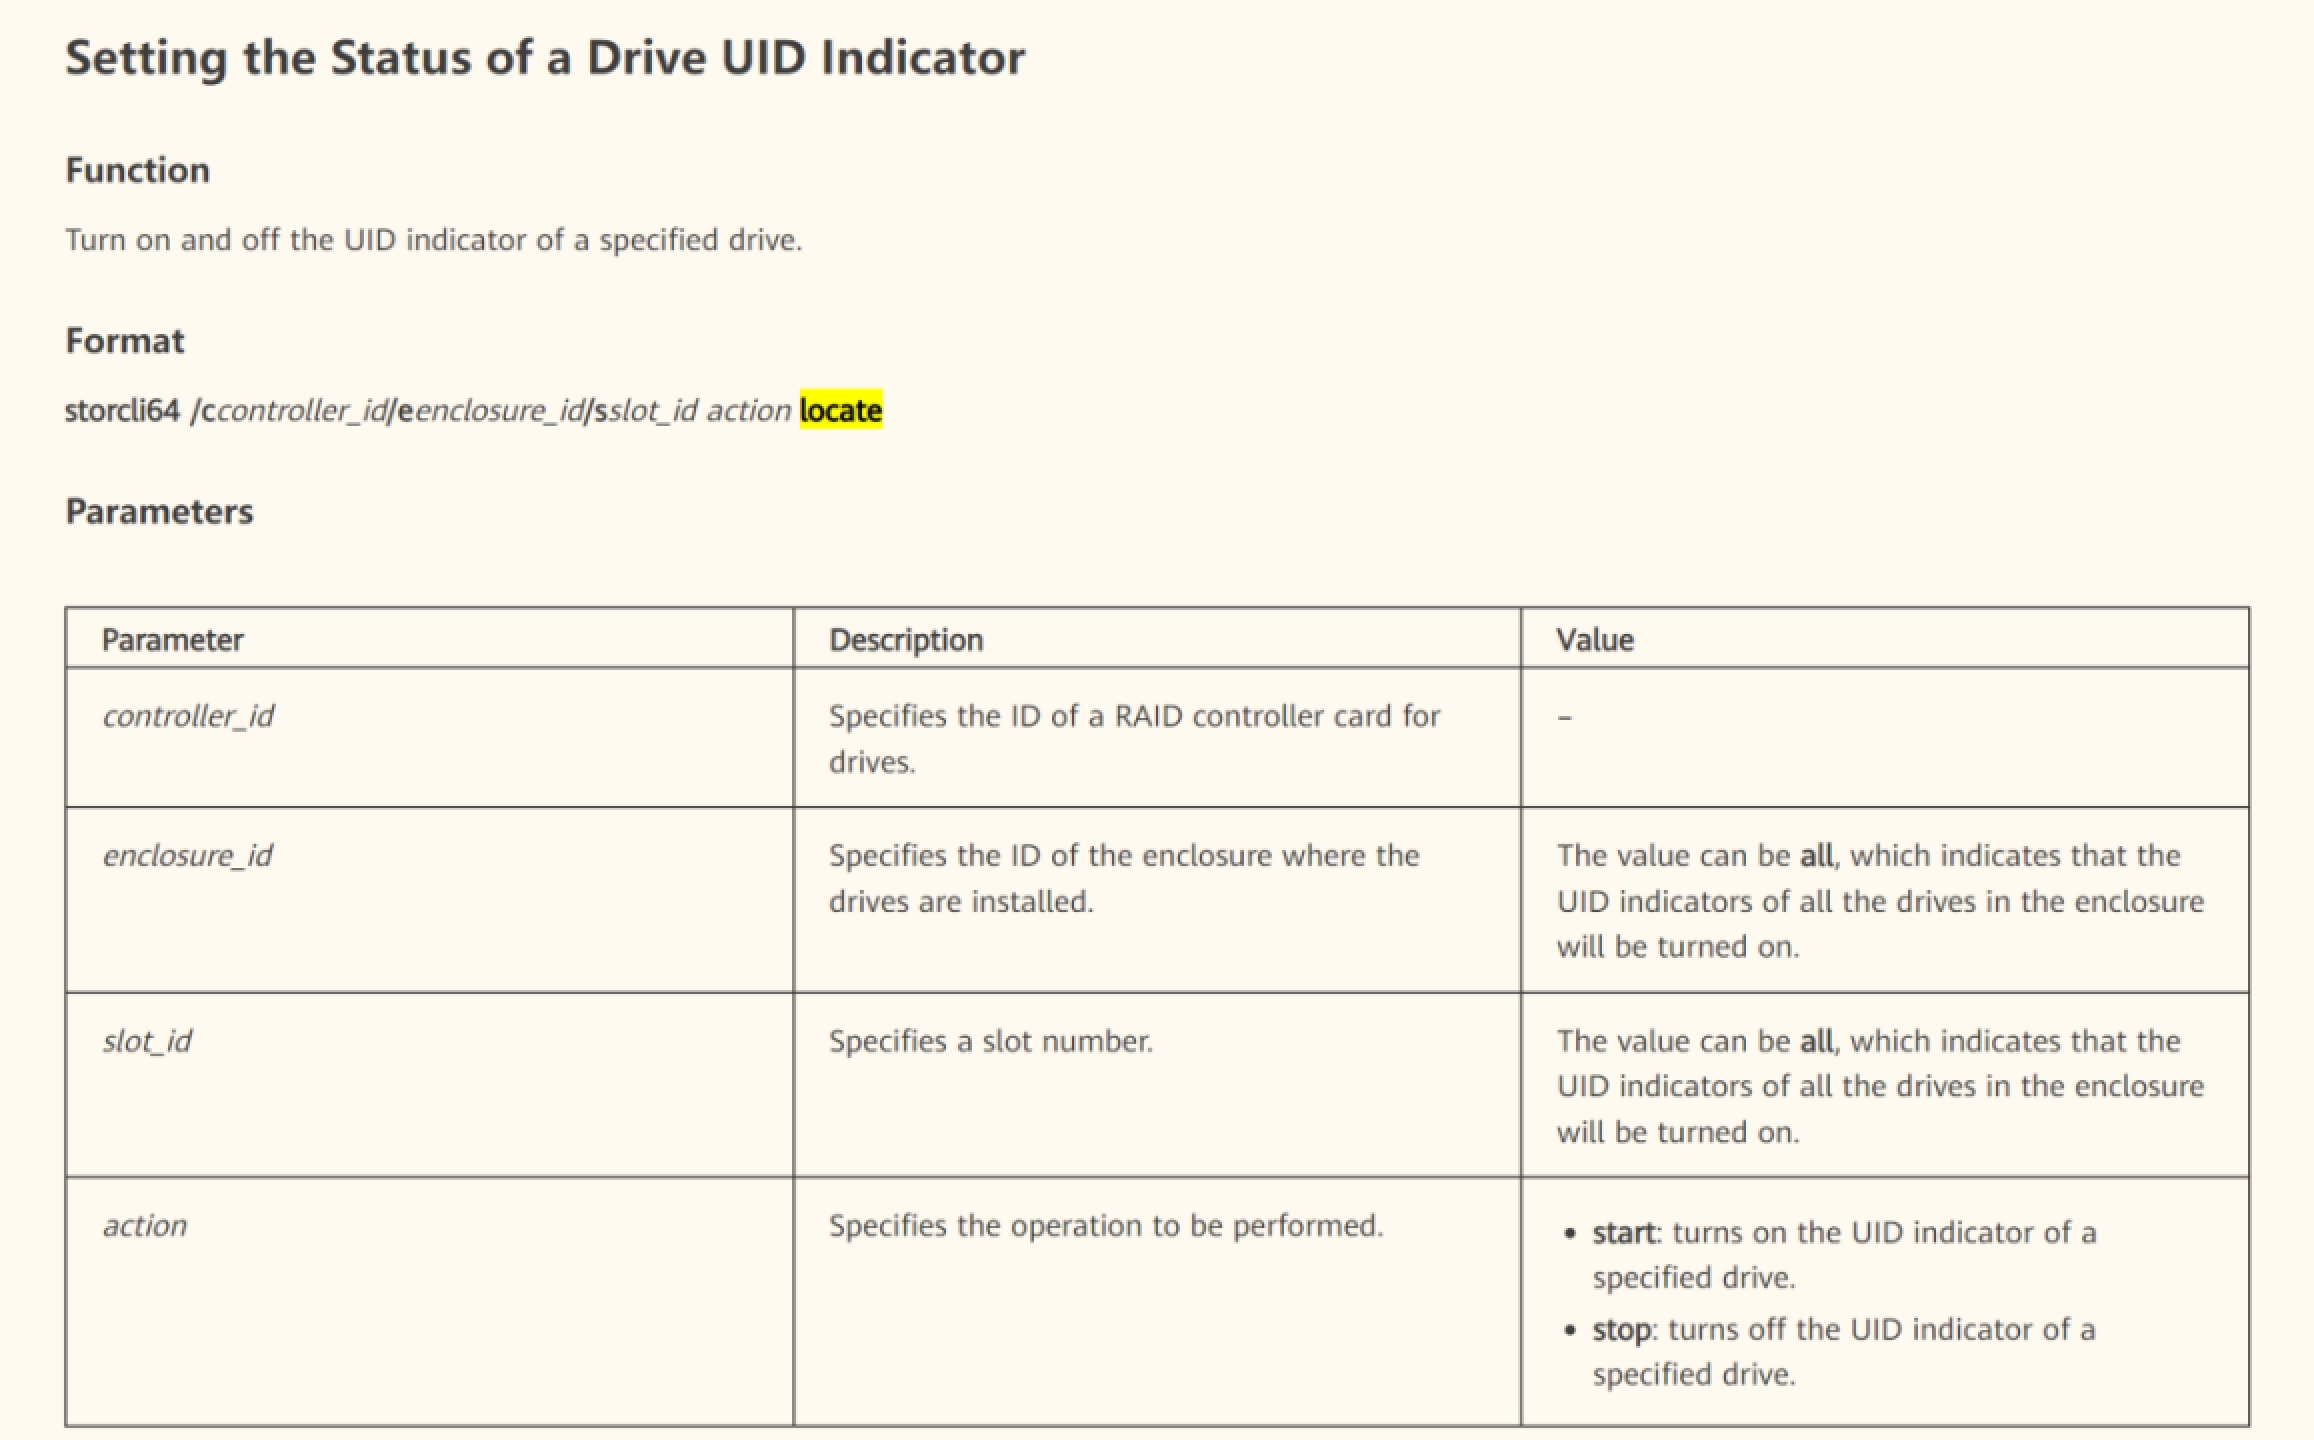 Setting the Status of a Drive UID Indicator
Function
Turn on and off the UID indicator of a specified drive.
Format
storcli64 /ccontroller_id/eenclosure_id/sslot_id action locate
Parameters
Parameter Description Value
controller_id Specifies the ID of a RAID controller card for –
drives.
enclosure_id Specifies the ID of the enclosure where the The value can be all, which indicates that the
drives are installed. UID indicators of all the drives in the enclosure
will be turned on.
slot_id Specifies a slot number. The value can be all, which indicates that the
UID indicators of all the drives in the enclosure
will be turned on.
action Specifies the operation to be performed. • start: turns on the UID indicator of a
specified drive.
• stop: turns off the UID indicator of a
specified drive.